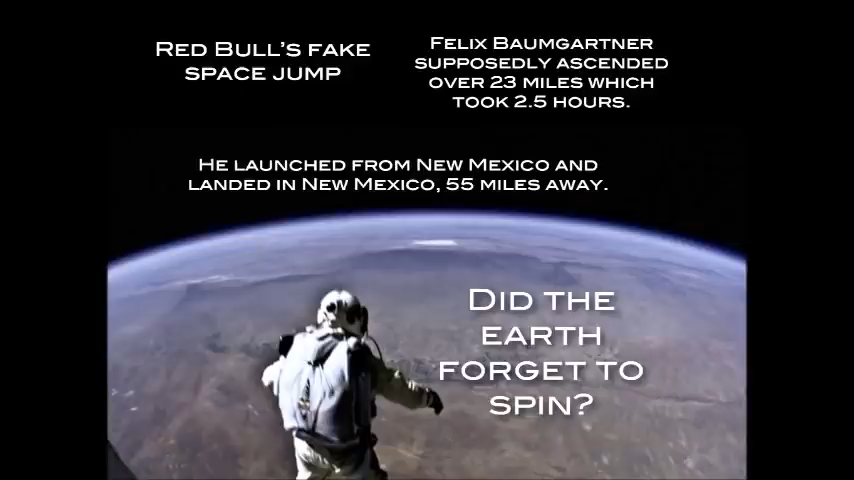 Red Bull's fake
space jump
Felix Baumgartner
supposedly ascended
over 23 miles which
took 2.5 hours.
He launched from New Mexico and
landed in New Mexico, 55 miles away.
Did the
earth
forget to
spin?